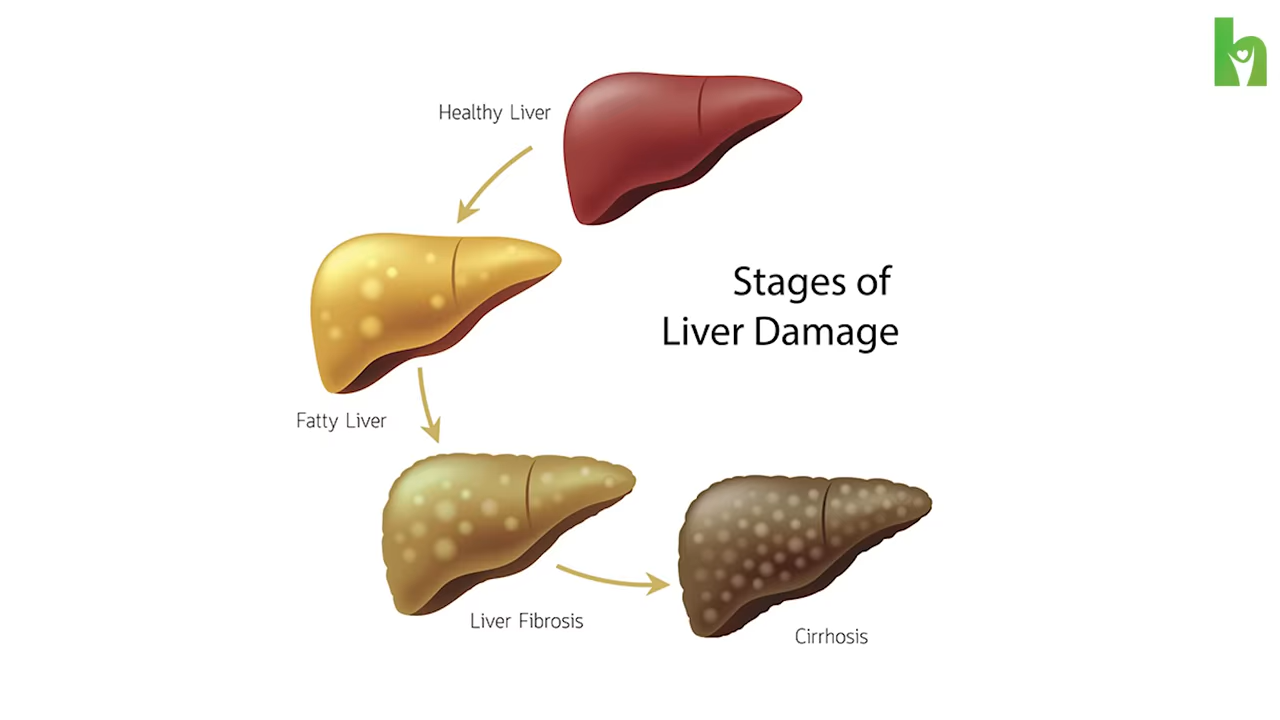 Healthy Liver
Stages of
Liver Damage
Fatty Liver
Liver Fibrosis
Cirrhosis
h